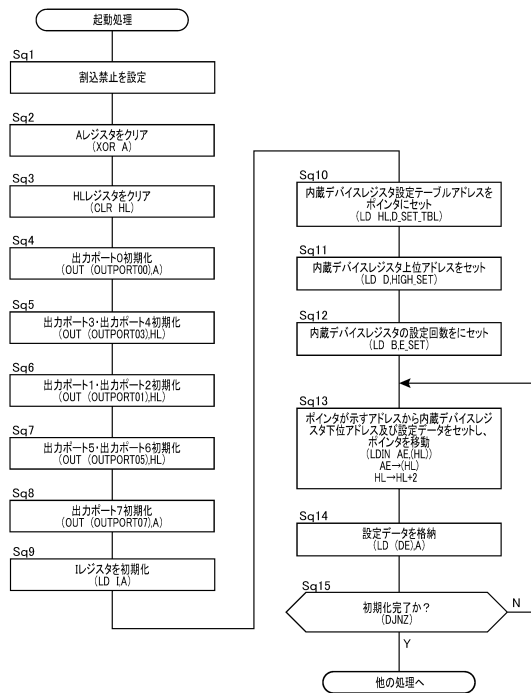 起動処理
Sq1
割込禁止を設定
Sq2
Aレジスタをクリア
(XOR A)
Sq3
HLレジスタをクリア
(CLR HL)
Sq4
出力ポート0初期化
(OUT (OUTPORT00),A)
Sq5
出力ポート3・出力ポート4初期化
(OUT (OUTPORT03),HL)
Sq6
出力ポート1・出力ポート2初期化
(OUT (OUTPORT01),HL)
Sq7
出力ポート5・出力ポート6初期化
(OUT (OUTPORT05),HL)
Sq8
出力ポート7初期化
(OUT (OUTPORT07),A)
Sq9
Iレジスタを初期化
(LD I,A)
Sq10
内蔵デバイスレジスタ設定テーブルアドレスを
ポインタにセット
(LD HL,D_SET_TBL)
Sq11
内蔵デバイスレジスタ上位アドレスをセット
(LD D,HIGH_SET)
Sq12
内蔵デバイスレジスタの設定回数をにセット
(LD B,E_SET)
Sq13
ポインタが示すアドレスから内蔵デバイスレジ
スタ下位アドレス及び設定データをセットし、
ポインタを移動
(LDIN AE,(HL))
AE→(HL)
HL→HL+2
Sq14
設定データを格納
(LD (DE),A)
Sq15
初期化完了か?
(DJNZ)
N
Y
他の処理へ